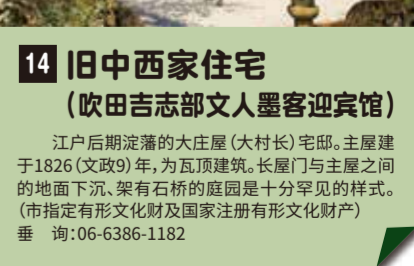 14 旧中西家住宅
（吹田吉志部文人墨客迎宾馆）
江户后期淀藩的大庄屋（大村长）宅邸。主屋建
于1826（文政9）年，为瓦顶建筑。长屋门与主屋之间
的地面下沉、架有石桥的庭园是十分罕见的样式。
（市指定有形文化财及国家注册有形文化财产）
垂　询：06-6386-1182